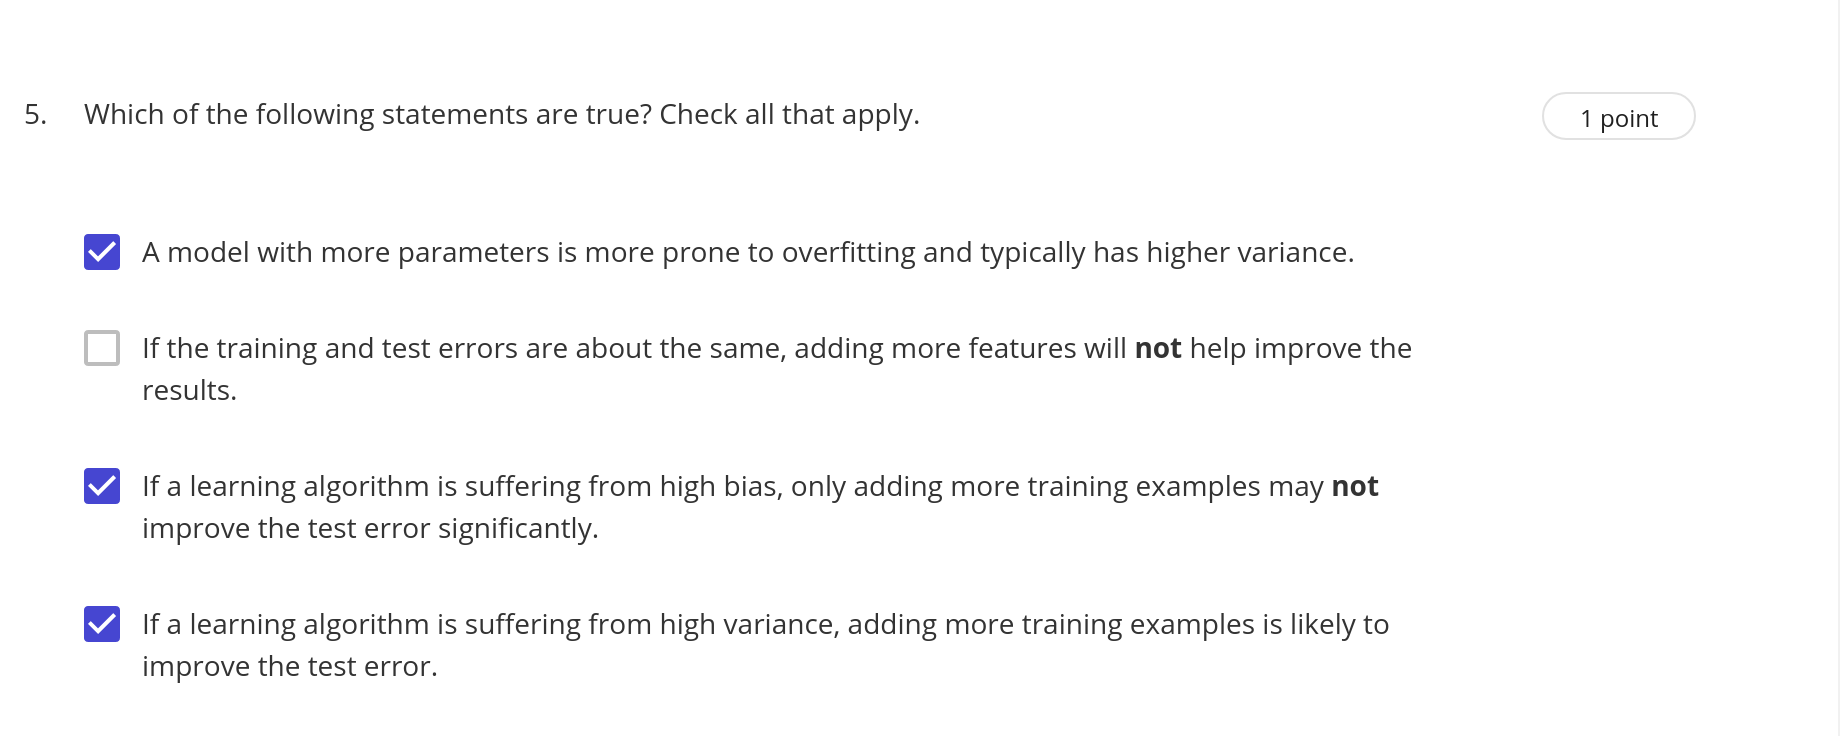 5. Which of the following statements are true? Check all that apply.
1 point
A model with more parameters is more prone to overfitting and typically has higher variance.
If the training and test errors are about the same, adding more features will not help improve the
results.
If a learning algorithm is suffering from high bias, only adding more training examples may not
improve the test error significantly.
If a learning algorithm is suffering from high variance, adding more training examples is likely to
improve the test error.